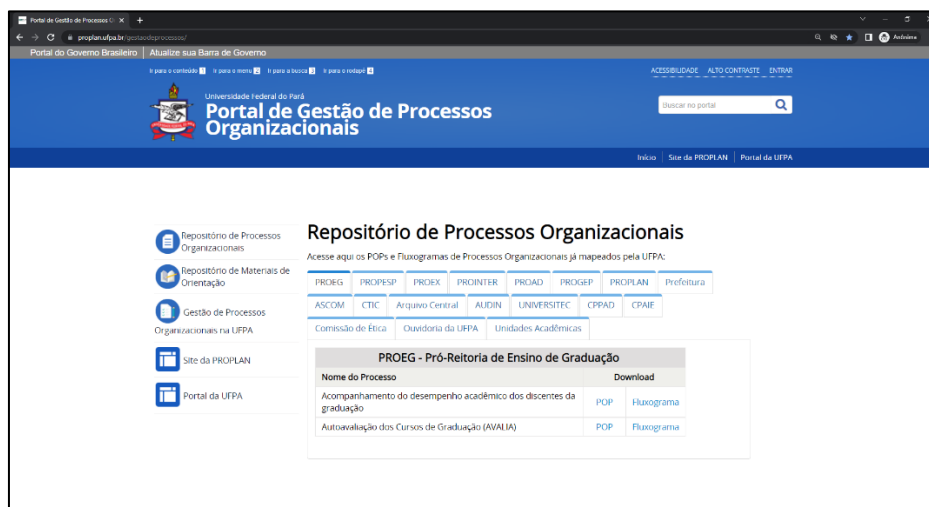 Portal de Gestão de Processos O
proplan.ufpa.br/gestaodeprocessos/
Anônima
Portal do Governo Brasileiro
Atualize sua Barra de Governo
Ir para o conteúdo 1 Ir para o menu 2 Ir para a busca 3 Ir para o rodapé 4
ACESSIBILIDADE ALTO CONTRASTE ENTRAR
Universidade Federal do Pará
Portal de Gestão de Processos
Organizacionais
Buscar no portal
Início Site da PROPLAN Portal da UFPA
Repositório de Processos
Organizacionais
Repositório de Materiais de
Orientação
Gestão de Processos
Organizacionais na UFPA
Site da PROPLAN
Portal da UFPA
Repositório de Processos Organizacionais
Acesse aqui os POPs e Fluxogramas de Processos Organizacionais já mapeados pela UFPA:
PROEG PROPESP PROEX PROINTER PROAD PROGEP PROPLAN Prefeitura
ASCOM CTIC Arquivo Central AUDIN UNIVERSITEC CPPAD CPAIE
Comissão de Ética Ouvidoria da UFPA Unidades Acadêmicas
PROEG - Pró-Reitoria de Ensino de Graduação
Nome do Processo Download
Acompanhamento do desempenho acadêmico dos discentes da
graduação
POP Fluxograma
Autoavaliação dos Cursos de Graduação (AVALIA) POP Fluxograma